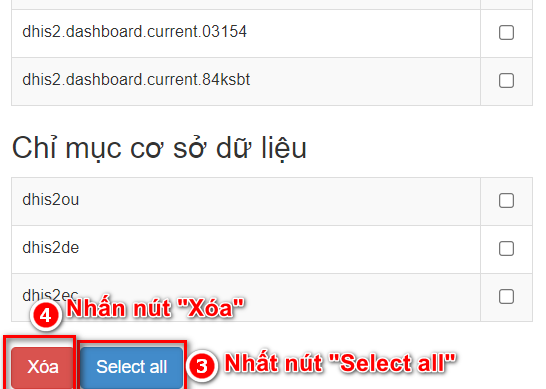 dhis2.dashboard.current.03154
dhis2.dashboard.current.84ksbt
Chỉ mục cơ sở dữ liệu
dhis2ou
dhis2de
dhis2ec
4 Nhấn nút "Xóa"
Xóa
Select all
3 Nhất nút "Select all"